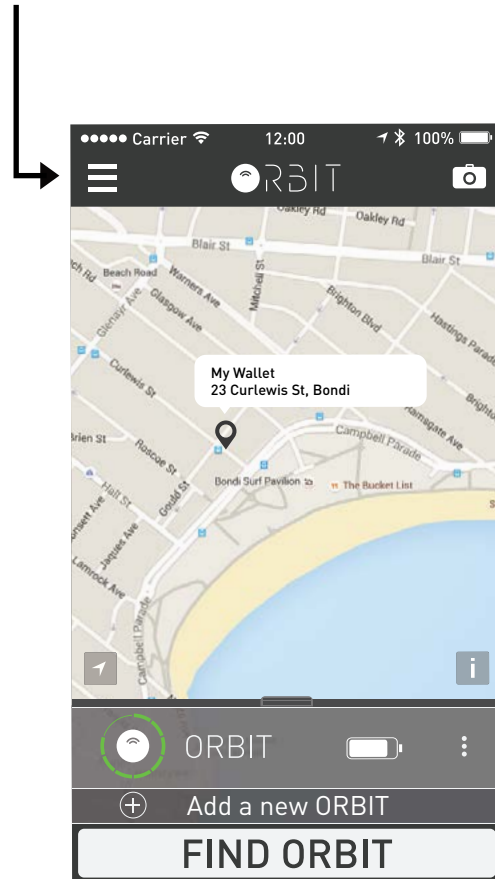 Carrier 12:00 100%
ORBIT
Oakley Rd
Oakley Rd
Blair St
Blair St
Beach Road
Warners Ave
Mitchell St
Glasgow Ave
Glenayr Ave
Brighton Blvd
Hastings Parade
My Wallet
23 Curlewis St, Bondi
Curlewis St
Ramsgate Ave
Campbell Parade
Roscoe St
Bondi Surf Pavilion
The Bucket List
Hall St
Gould St
Jaques Ave
Lamrock Ave
Campbell Parade
i
ORBIT
Add a new ORBIT
FIND ORBIT